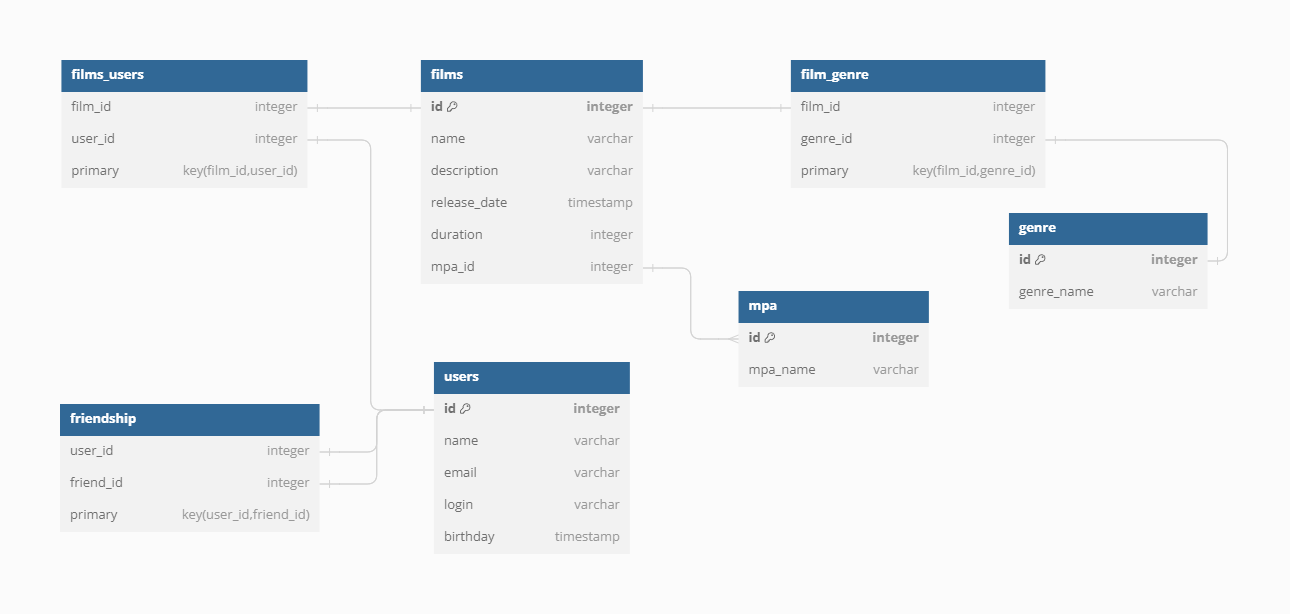 films_users
film_id integer
user_id integer
primary key(film_id,user_id)
films
id integer
name varchar
description varchar
release_date timestamp
duration integer
mpa_id integer
film_genre
film_id integer
genre_id integer
primary key(film_id,genre_id)
genre
id integer
genre_name varchar
mpa
id integer
mpa_name varchar
users
id integer
name varchar
email varchar
login varchar
birthday timestamp
friendship
user_id integer
friend_id integer
primary key(user_id,friend_id)